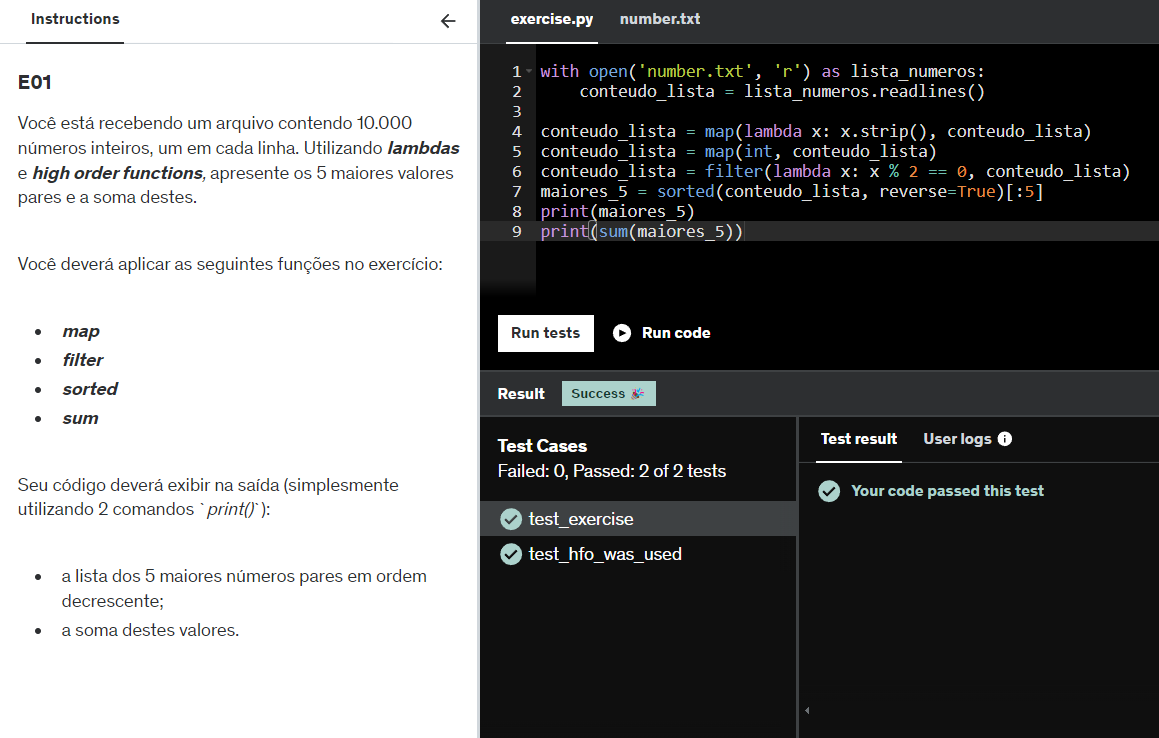 Instructions
E01
Você está recebendo um arquivo contendo 10.000
números inteiros, um em cada linha. Utilizando lambdas
e high order functions, apresente os 5 maiores valores
pares e a soma destes.
Você deverá aplicar as seguintes funções no exercício:
map
filter
sorted
sum
Seu código deverá exibir na saída (simplesmente
utilizando 2 comandos `print()`):
a lista dos 5 maiores números pares em ordem
decrescente;
a soma destes valores.
exercise.py number.txt
1 with open('number.txt', 'r') as lista_numeros:
2     conteudo_lista = lista_numeros.readlines()
3
4 conteudo_lista = map(lambda x: x.strip(), conteudo_lista)
5 conteudo_lista = map(int, conteudo_lista)
6 conteudo_lista = filter(lambda x: x % 2 == 0, conteudo_lista)
7 maiores_5 = sorted(conteudo_lista, reverse=True)[:5]
8 print(maiores_5)
9 print(sum(maiores_5))
Run tests Run code
Result Success
Test Cases
Failed: 0, Passed: 2 of 2 tests
test_exercise
test_hfo_was_used
Test result User logs
Your code passed this test